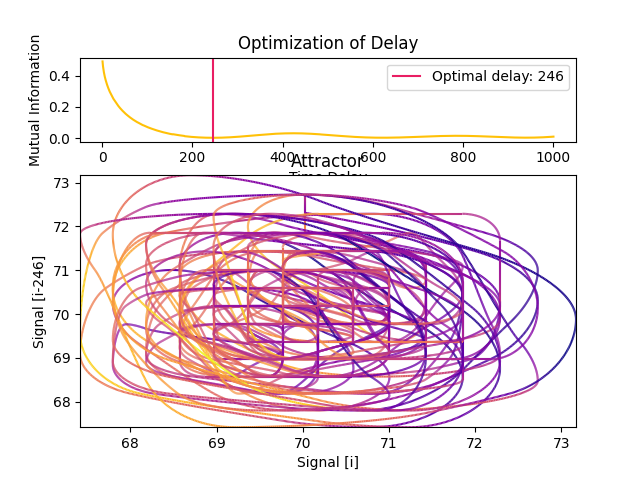 Optimization of Delay
Mutual Information
0.4
0.2
0.0
Optimal delay: 246
0 200 400 600 800 1000
Time Delay
Attractor
Signal [i-246]
73
72
71
70
69
68
68 69 70 71 72 73
Signal [i]